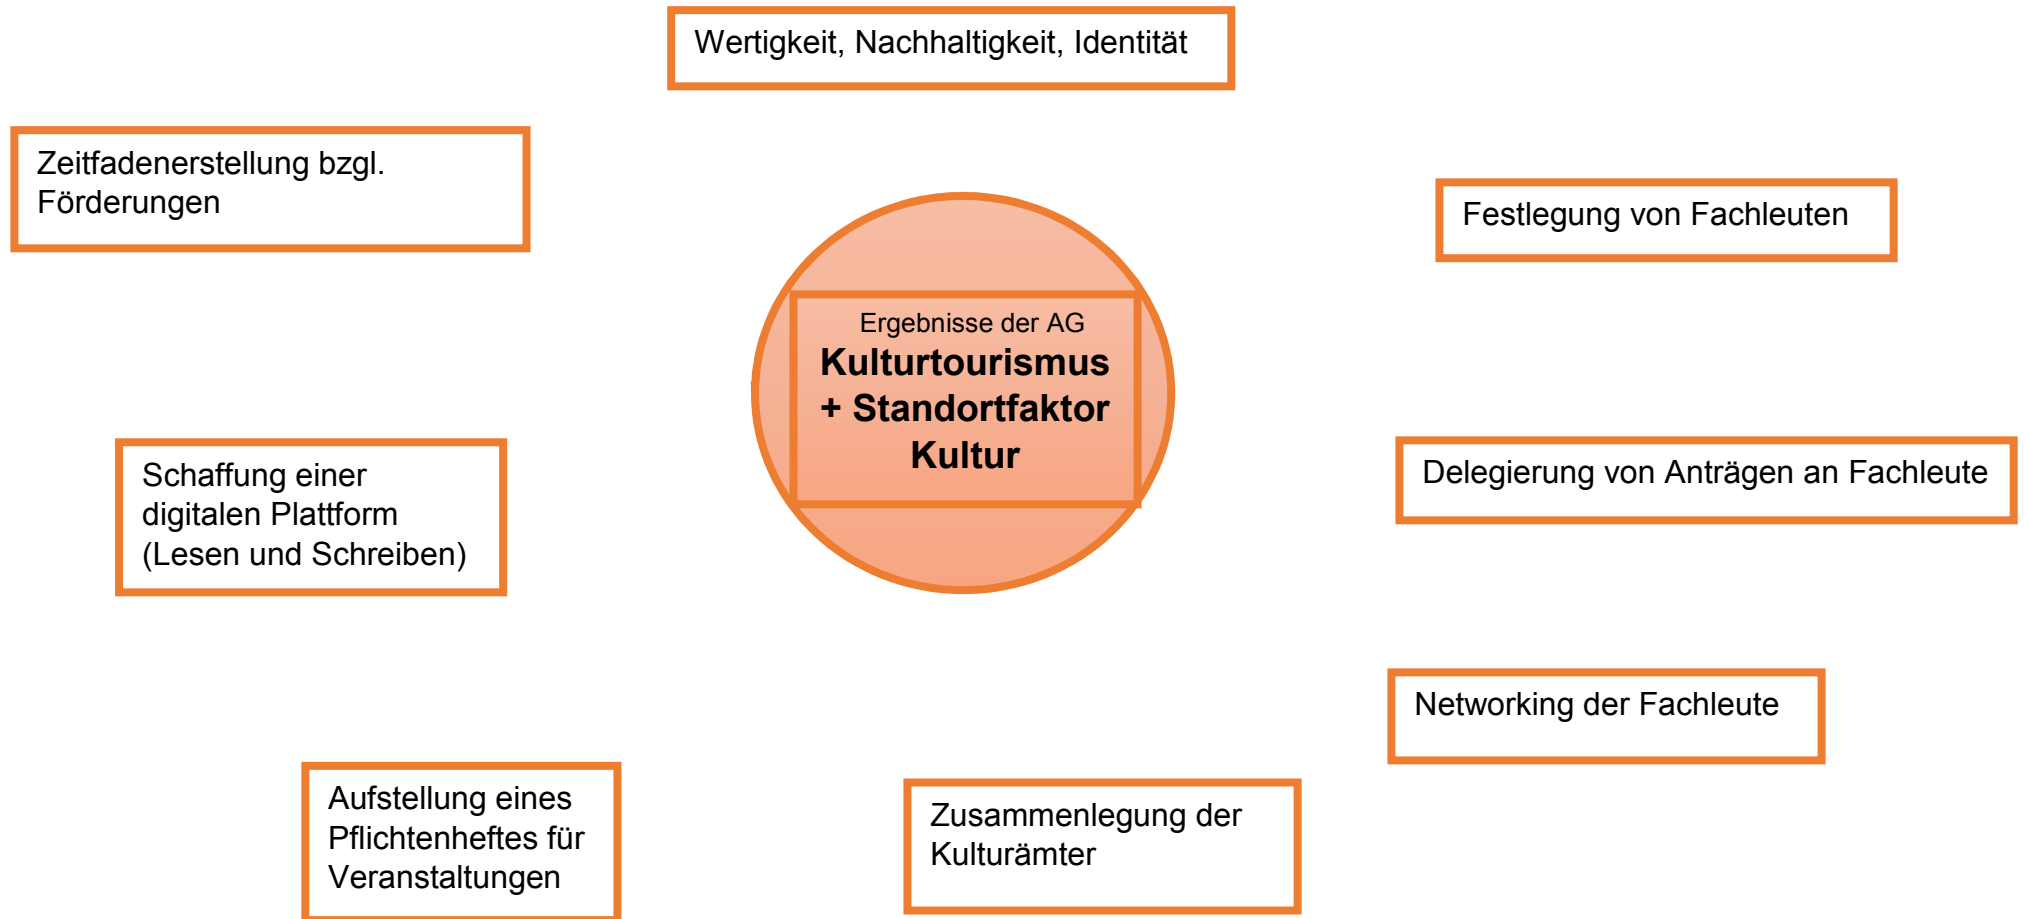 Wertigkeit, Nachhaltigkeit, Identität
Zeitfadenerstellung bzgl.
Förderungen
Festlegung von Fachleuten
Ergebnisse der AG
Kulturtourismus
+ Standortfaktor
Kultur
Schaffung einer
digitalen Plattform
(Lesen und Schreiben)
Delegierung von Anträgen an Fachleute
Networking der Fachleute
Aufstellung eines
Pflichtenheftes für
Veranstaltungen
Zusammenlegung der
Kulturämter